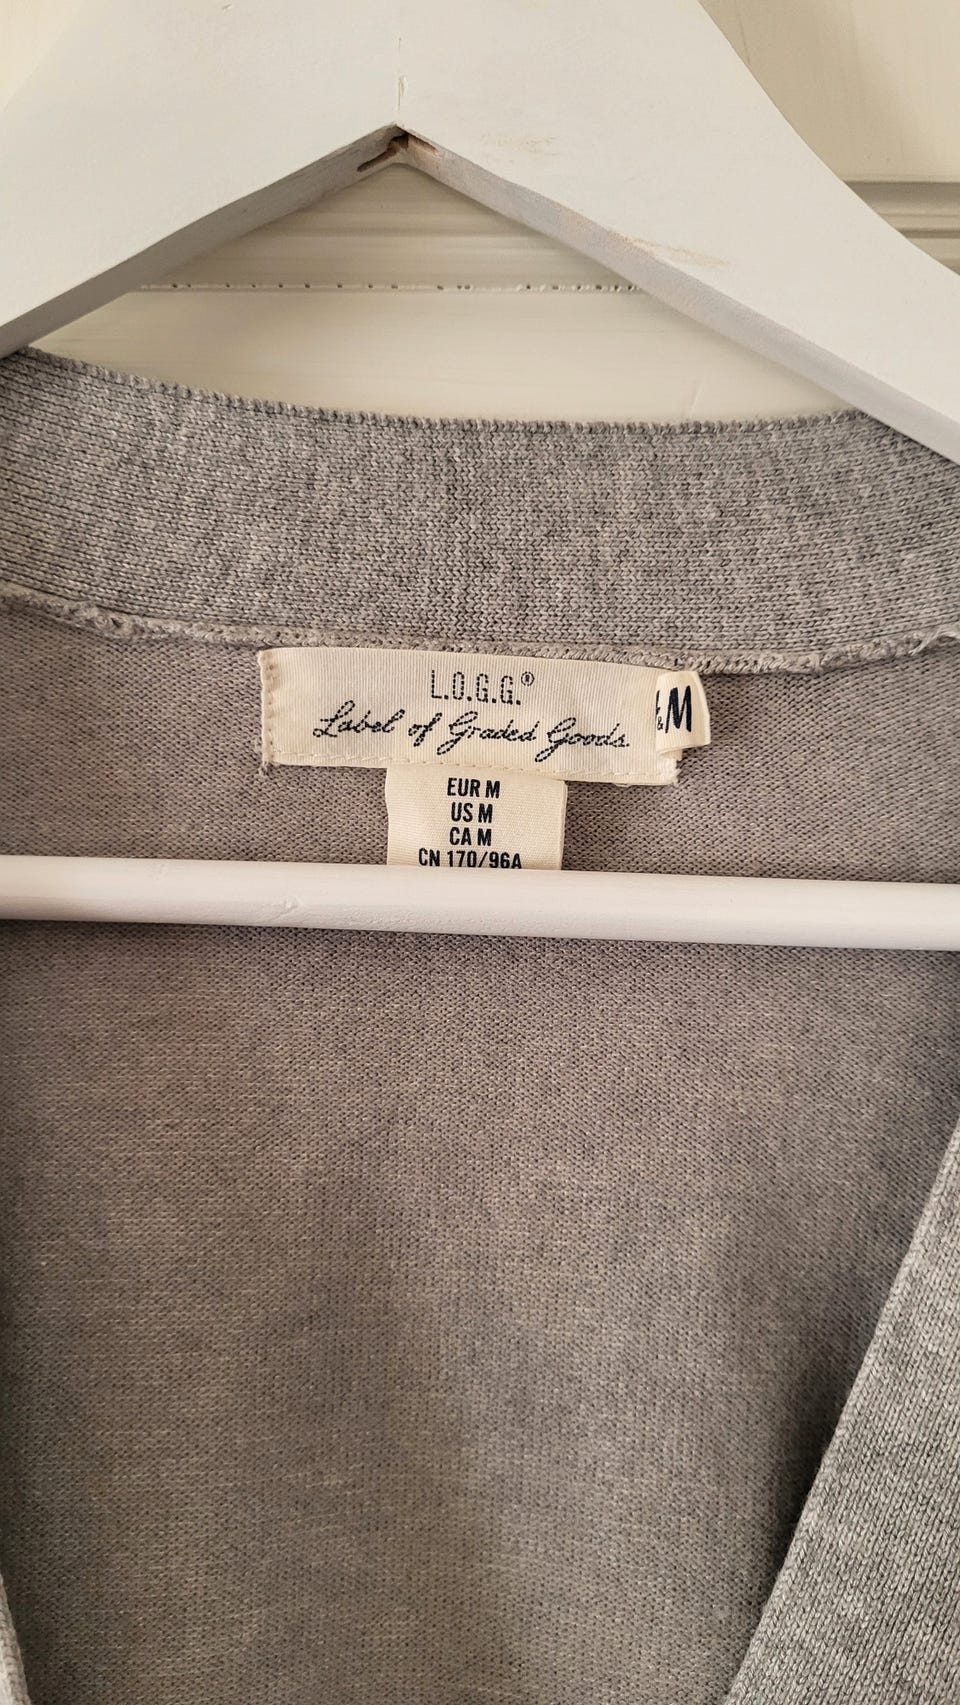 L.O.G.G.®
Label of Graded Goods
&M
EUR M
US M
CA M
CN 170/96A